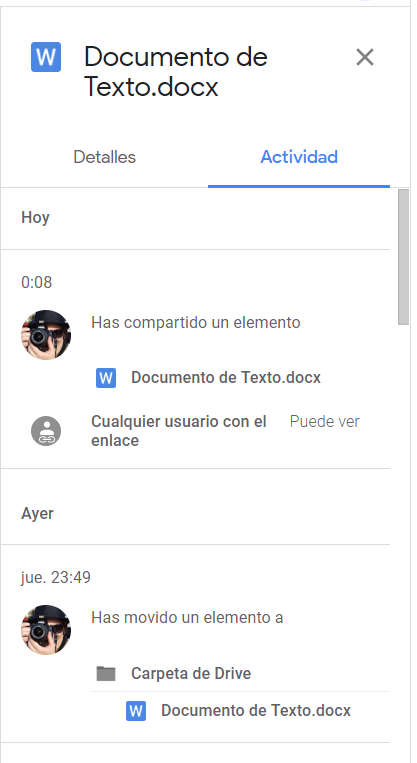 W
Documento de
Texto.docx
Detalles
Actividad
Hoy
0:08
Has compartido un elemento
W
Documento de Texto.docx
Cualquier usuario con el
enlace
Puede ver
Ayer
jue. 23:49
Has movido un elemento a
Carpeta de Drive
W
Documento de Texto.docx